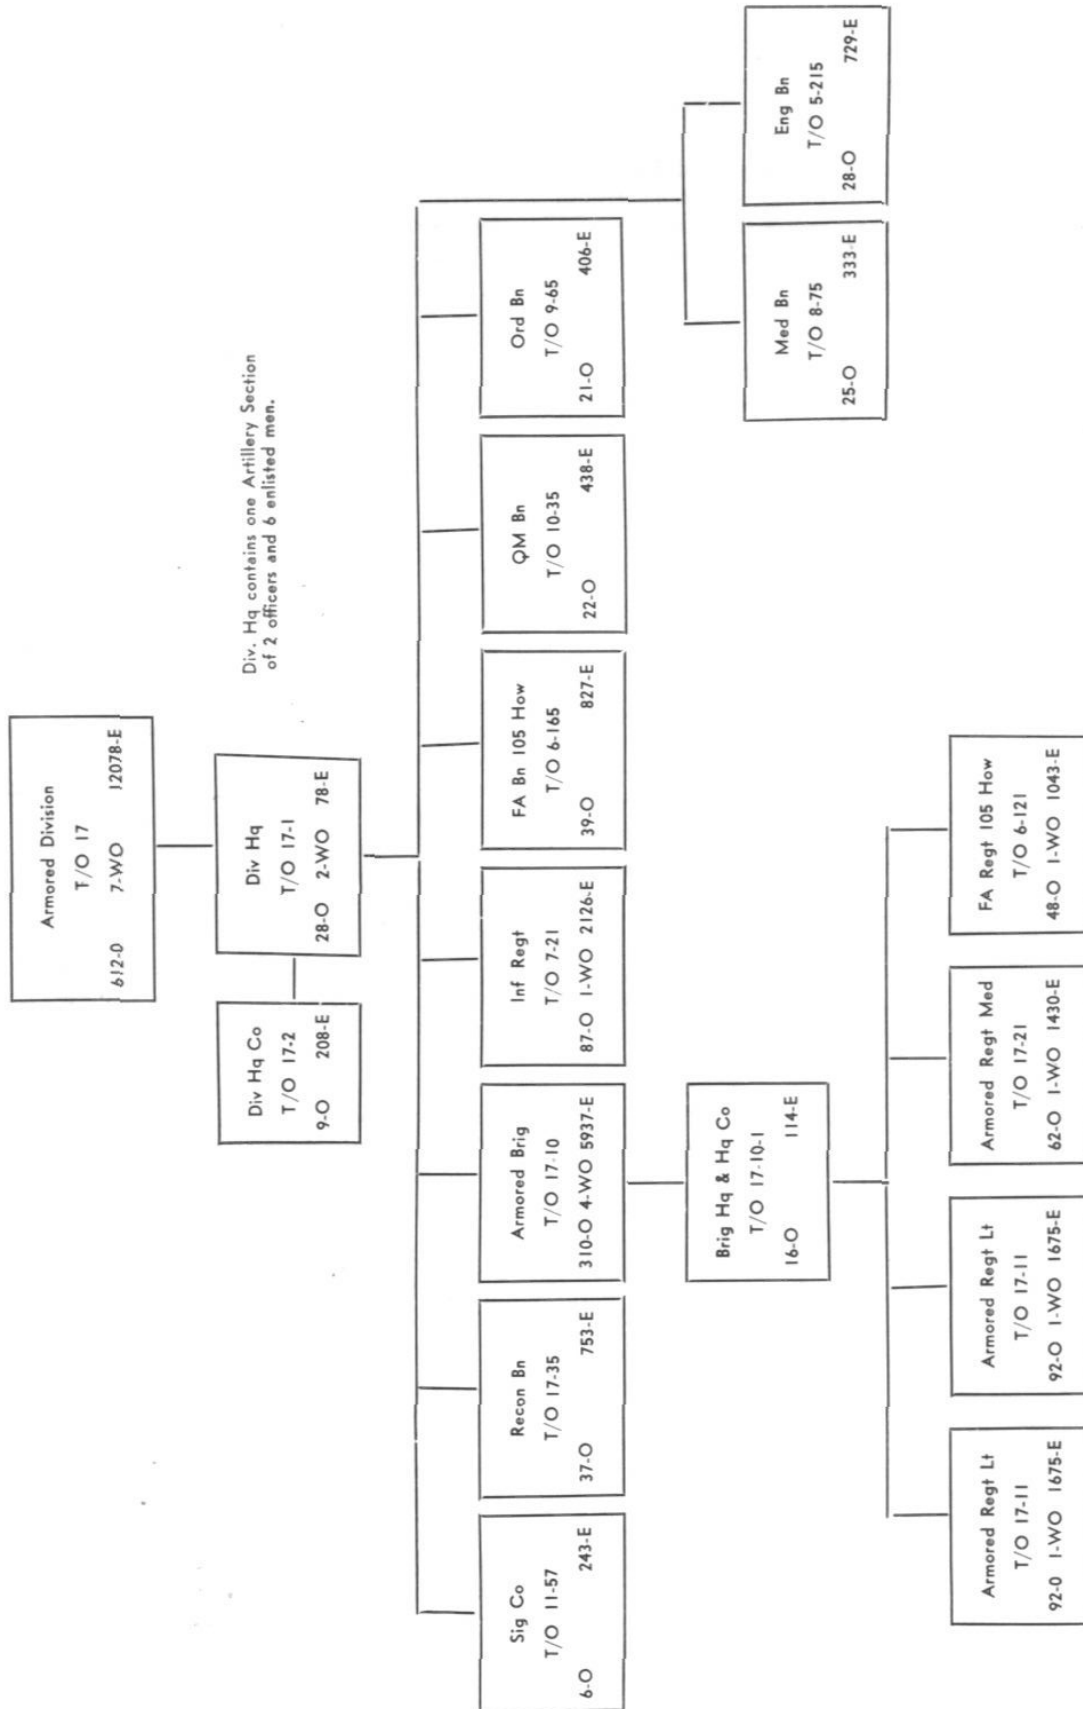 Armored Division
T/O 17
612-0 7-WO 12078-E
Div Hq Co
T/O 17-2
9-O 208-E
Div Hq
T/O 17-1
28-O 2-WO 78-E
Div. Hq contains one Artillery Section
of 2 officers and 6 enlisted men.
Sig Co
T/O 11-57
6-O 243-E
Recon Bn
T/O 17-35
37-O 753-E
Armored Brig
T/O 17-10
310-O 4-WO 5937-E
Inf Regt
T/O 7-21
87-O 1-WO 2126-E
FA Bn 105 How
T/O 6-165
39-O 827-E
QM Bn
T/O 10-35
22-O 438-E
Ord Bn
T/O 9-65
21-O 406-E
Brig Hq & Hq Co
T/O 17-10-1
16-O 114-E
Med Bn
T/O 8-75
25-O 333-E
Eng Bn
T/O 5-215
28-O 729-E
Armored Regt Lt
T/O 17-11
92-0 1-WO 1675-E
Armored Regt Lt
T/O 17-11
92-O 1-WO 1675-E
Armored Regt Med
T/O 17-21
62-O 1-WO 1430-E
FA Regt 105 How
T/O 6-121
48-O 1-WO 1043-E